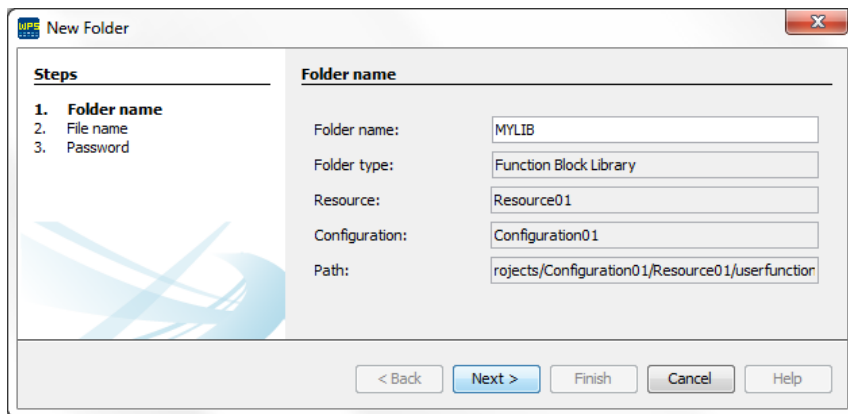 WPS New Folder
Steps
1. Folder name
2. File name
3. Password
Folder name
Folder name: MYLIB
Folder type: Function Block Library
Resource: Resource01
Configuration: Configuration01
Path: rojects/Configuration01/Resource01/userfunction
< Back Next > Finish Cancel Help